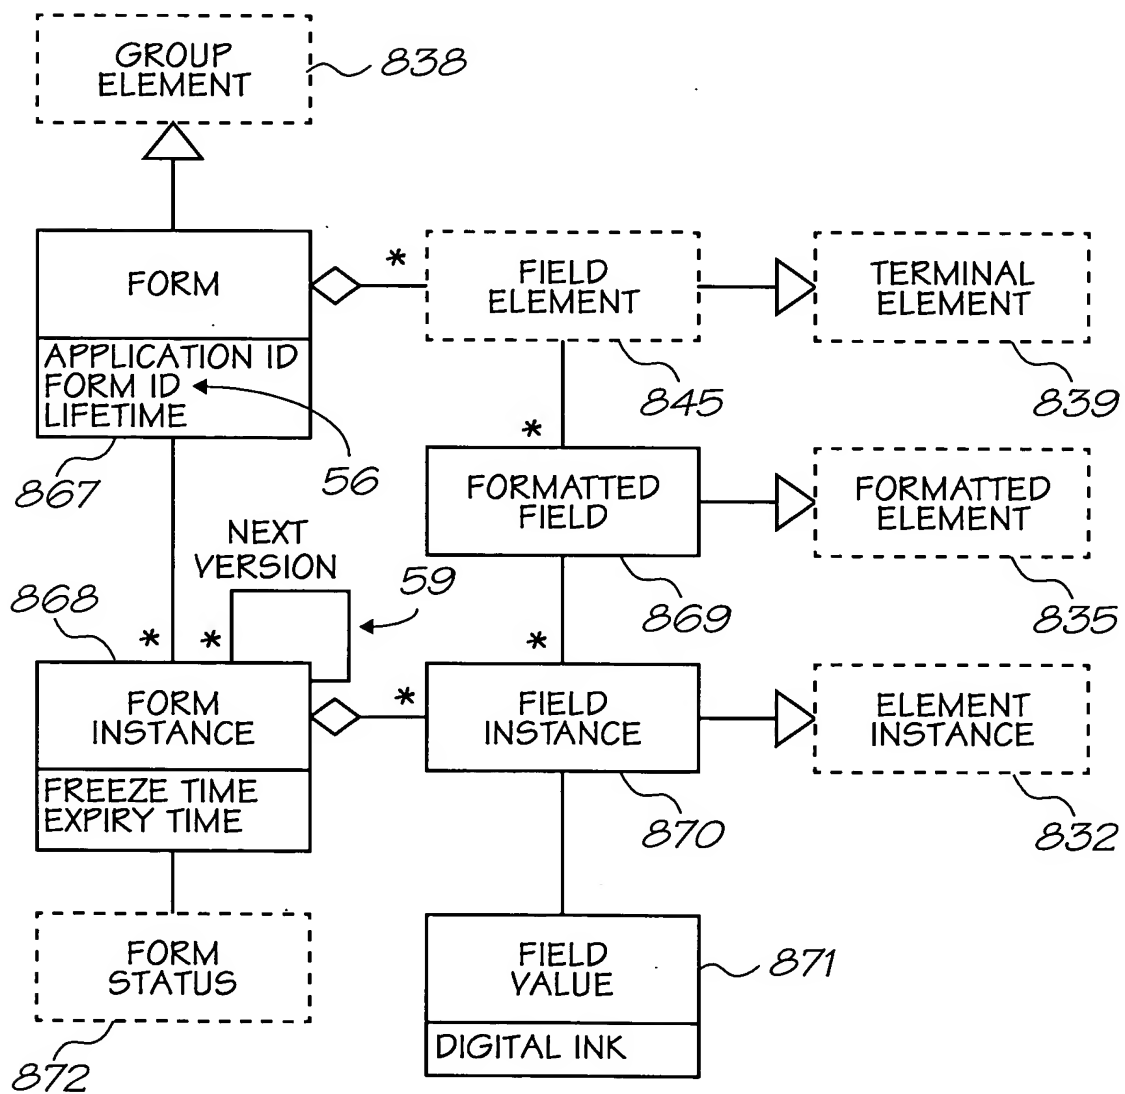 GROUP
ELEMENT
838
FORM
*
FIELD
ELEMENT
TERMINAL
ELEMENT
APPLICATION ID
FORM ID
LIFETIME
867
56
845
839
*
FORMATTED
FIELD
FORMATTED
ELEMENT
NEXT
VERSION
59
869
835
868
*
*
*
FORM
INSTANCE
*
FIELD
INSTANCE
ELEMENT
INSTANCE
FREEZE TIME
EXPIRY TIME
870
832
FORM
STATUS
872
FIELD
VALUE
871
DIGITAL INK